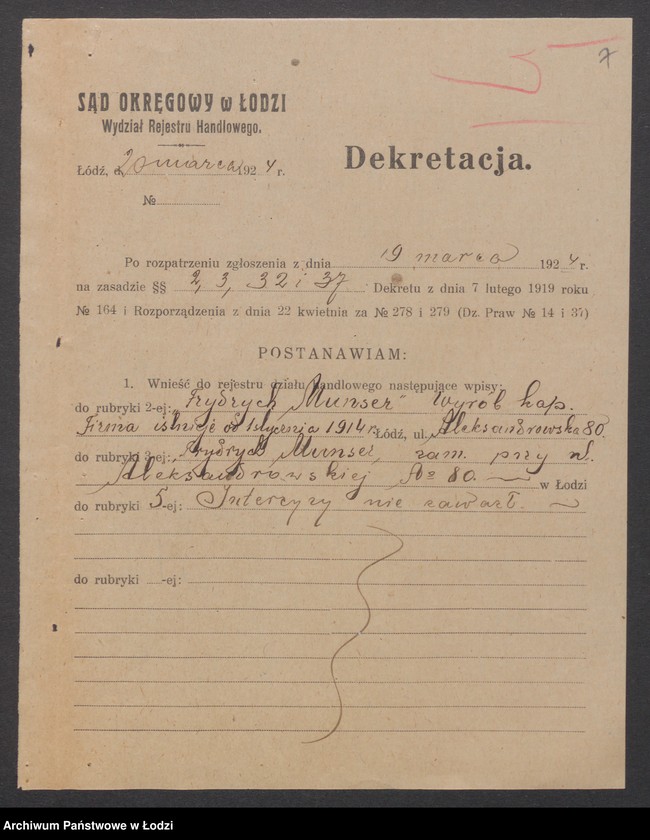 7
SĄD OKRĘGOWY w ŁODZI
Wydział Rejestru Handlowego.
Łódź, d. 20 marca 1924 r.
№
Dekretacja.
Po rozpatrzeniu zgłoszenia z dnia 19 marca 1924 r.
na zasadzie §§ 2, 3, 32 i 37 Dekretu z dnia 7 lutego 1919 roku
№ 164 i Rozporządzenia z dnia 22 kwietnia za № 278 i 279 (Dz. Praw № 14 i 37)
POSTANAWIAM:
1. Wnieść do rejestru działu handlowego następujące wpisy:
do rubryki 2-ej: „Frydrych Munser" Wyrób kap.
Firma istnieje od 1 stycznia 1914 r. Łódź, ul. Aleksandrowska 80.
do rubryki 3-ej: Frydrych Munser, zam. przy ul.
Aleksandrowskiej № 80. w Łodzi
do rubryki 5-ej: Intercyzy nie zawarł.
do rubryki -ej:
Archiwum Państwowe w Łodzi